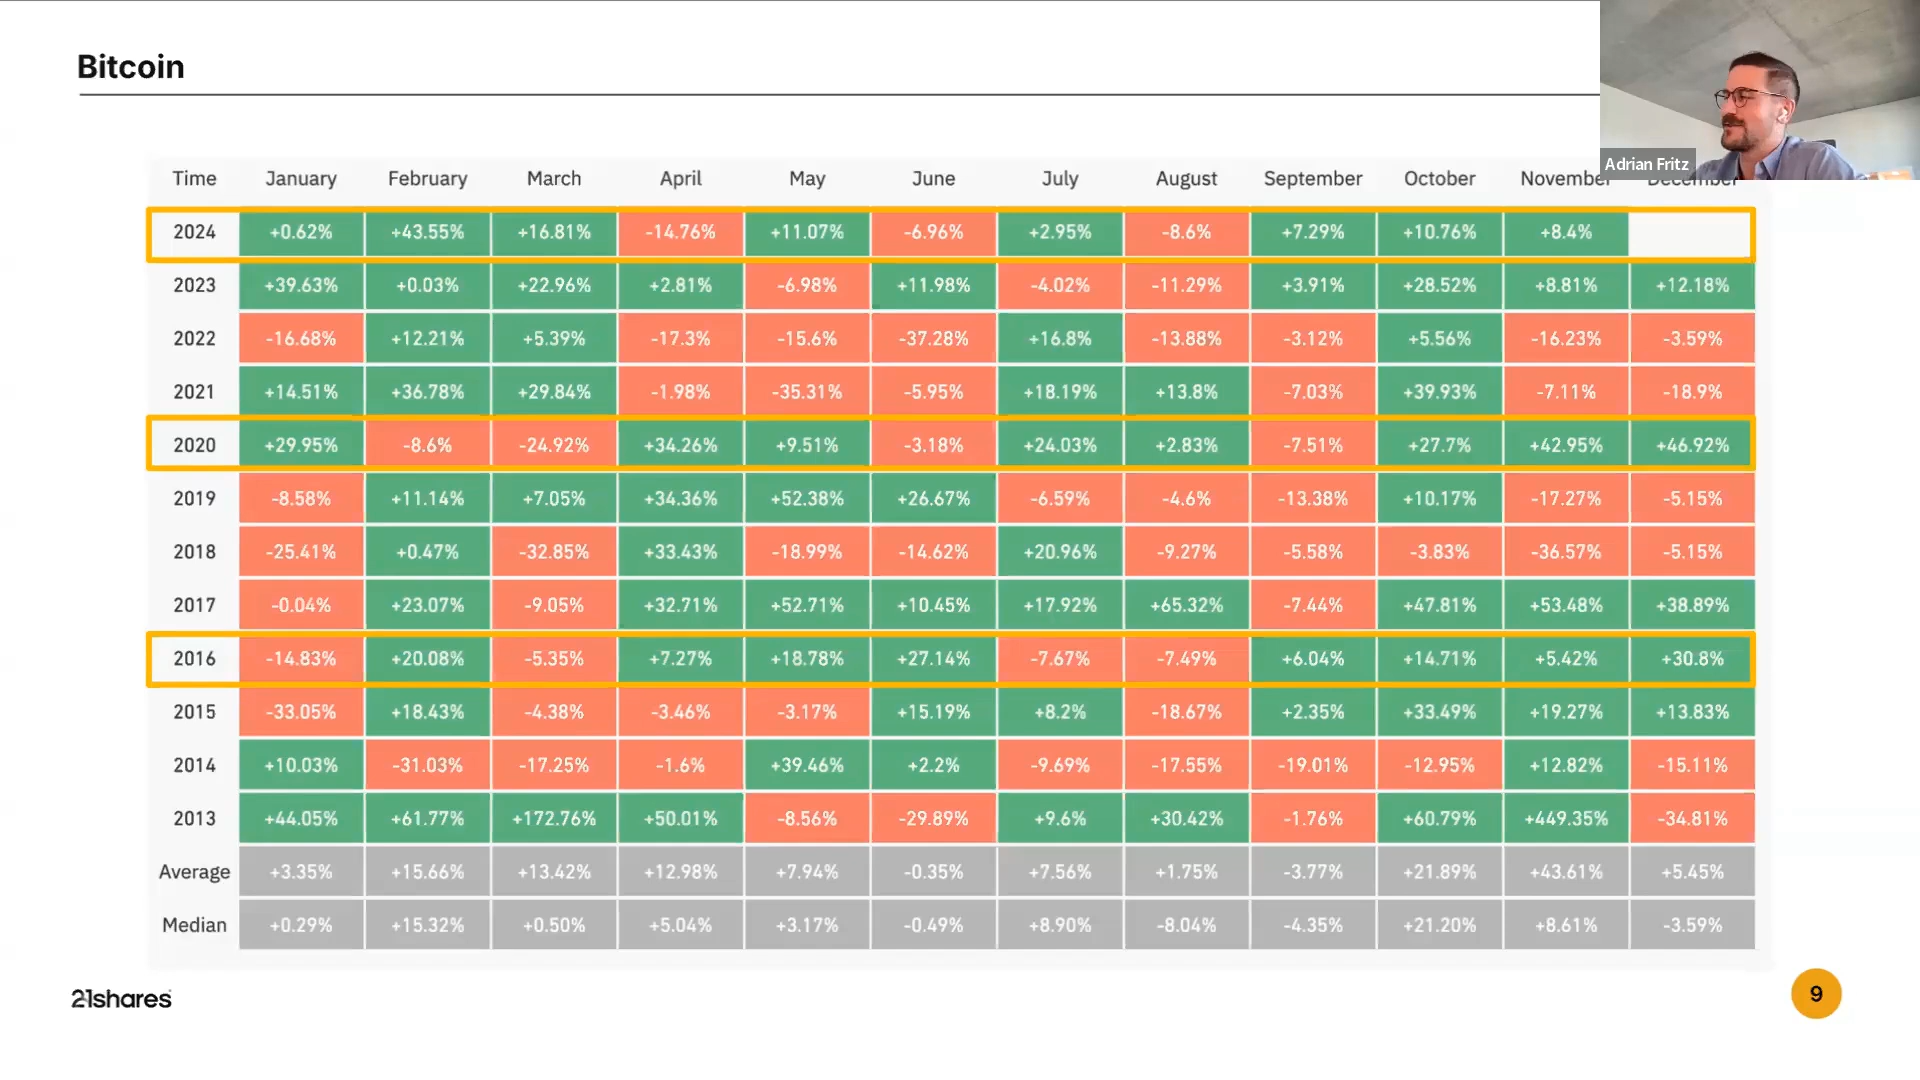 Bitcoin
Adrian Fritz
Time January February March April May June July August September October November December
2024 +0.62% +43.55% +16.81% -14.76% +11.07% -6.96% +2.95% -8.6% +7.29% +10.76% +8.4%
2023 +39.63% +0.03% +22.96% +2.81% -6.98% +11.98% -4.02% -11.29% +3.91% +28.52% +8.81% +12.18%
2022 -16.68% +12.21% +5.39% -17.3% -15.6% -37.28% +16.8% -13.88% -3.12% +5.56% -16.23% -3.59%
2021 +14.51% +36.78% +29.84% -1.98% -35.31% -5.95% +18.19% +13.8% -7.03% +39.93% -7.11% -18.9%
2020 +29.95% -8.6% -24.92% +34.26% +9.51% -3.18% +24.03% +2.83% -7.51% +27.7% +42.95% +46.92%
2019 -8.58% +11.14% +7.05% +34.36% +52.38% +26.67% -6.59% -4.6% -13.38% +10.17% -17.27% -5.15%
2018 -25.41% +0.47% -32.85% +33.43% -18.99% -14.62% +20.96% -9.27% -5.58% -3.83% -36.57% -5.15%
2017 -0.04% +23.07% -9.05% +32.71% +52.71% +10.45% +17.92% +65.32% -7.44% +47.81% +53.48% +38.89%
2016 -14.83% +20.08% -5.35% +7.27% +18.78% +27.14% -7.67% -7.49% +6.04% +14.71% +5.42% +30.8%
2015 -33.05% +18.43% -4.38% -3.46% -3.17% +15.19% +8.2% -18.67% +2.35% +33.49% +19.27% +13.83%
2014 +10.03% -31.03% -17.25% -1.6% +39.46% +2.2% -9.69% -17.55% -19.01% -12.95% +12.82% -15.11%
2013 +44.05% +61.77% +172.76% +50.01% -8.56% -29.89% +9.6% +30.42% -1.76% +60.79% +449.35% -34.81%
Average +3.35% +15.66% +13.42% +12.98% +7.94% -0.35% +7.56% +1.75% -3.77% +21.89% +43.61% +5.45%
Median +0.29% +15.32% +0.50% +5.04% +3.17% -0.49% +8.90% -8.04% -4.35% +21.20% +8.61% -3.59%
21shares
9